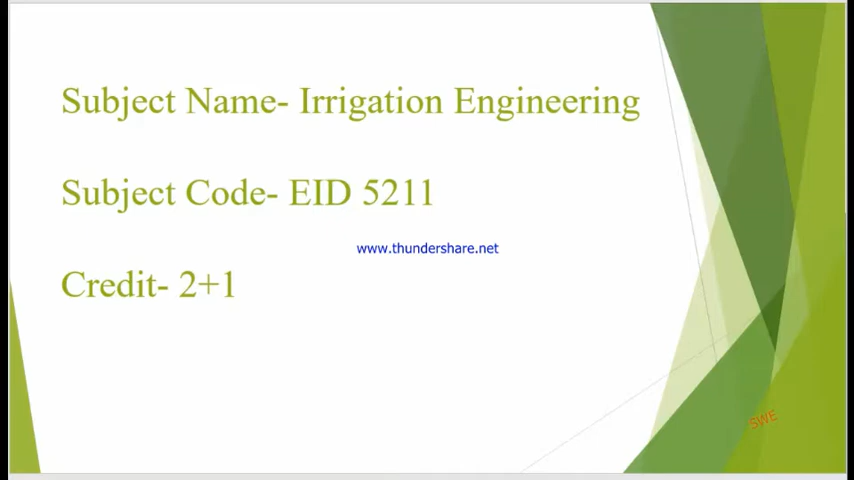 Subject Name- Irrigation Engineering
Subject Code- EID 5211
www.thundershare.net
Credit- 2+1
SWE